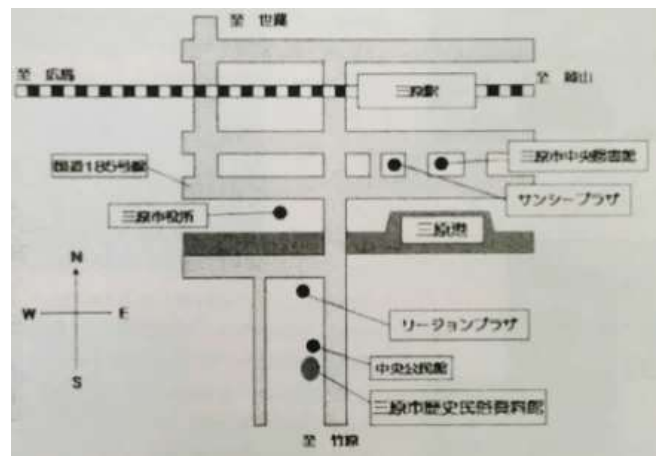 至 世羅
至 広島
三原駅
至 岡山
国道185号線
三原市中央図書館
サンシープラザ
三原市役所
三原港
N
W E
S
リージョンプラザ
中央公民館
三原市歴史民俗資料館
至 竹原